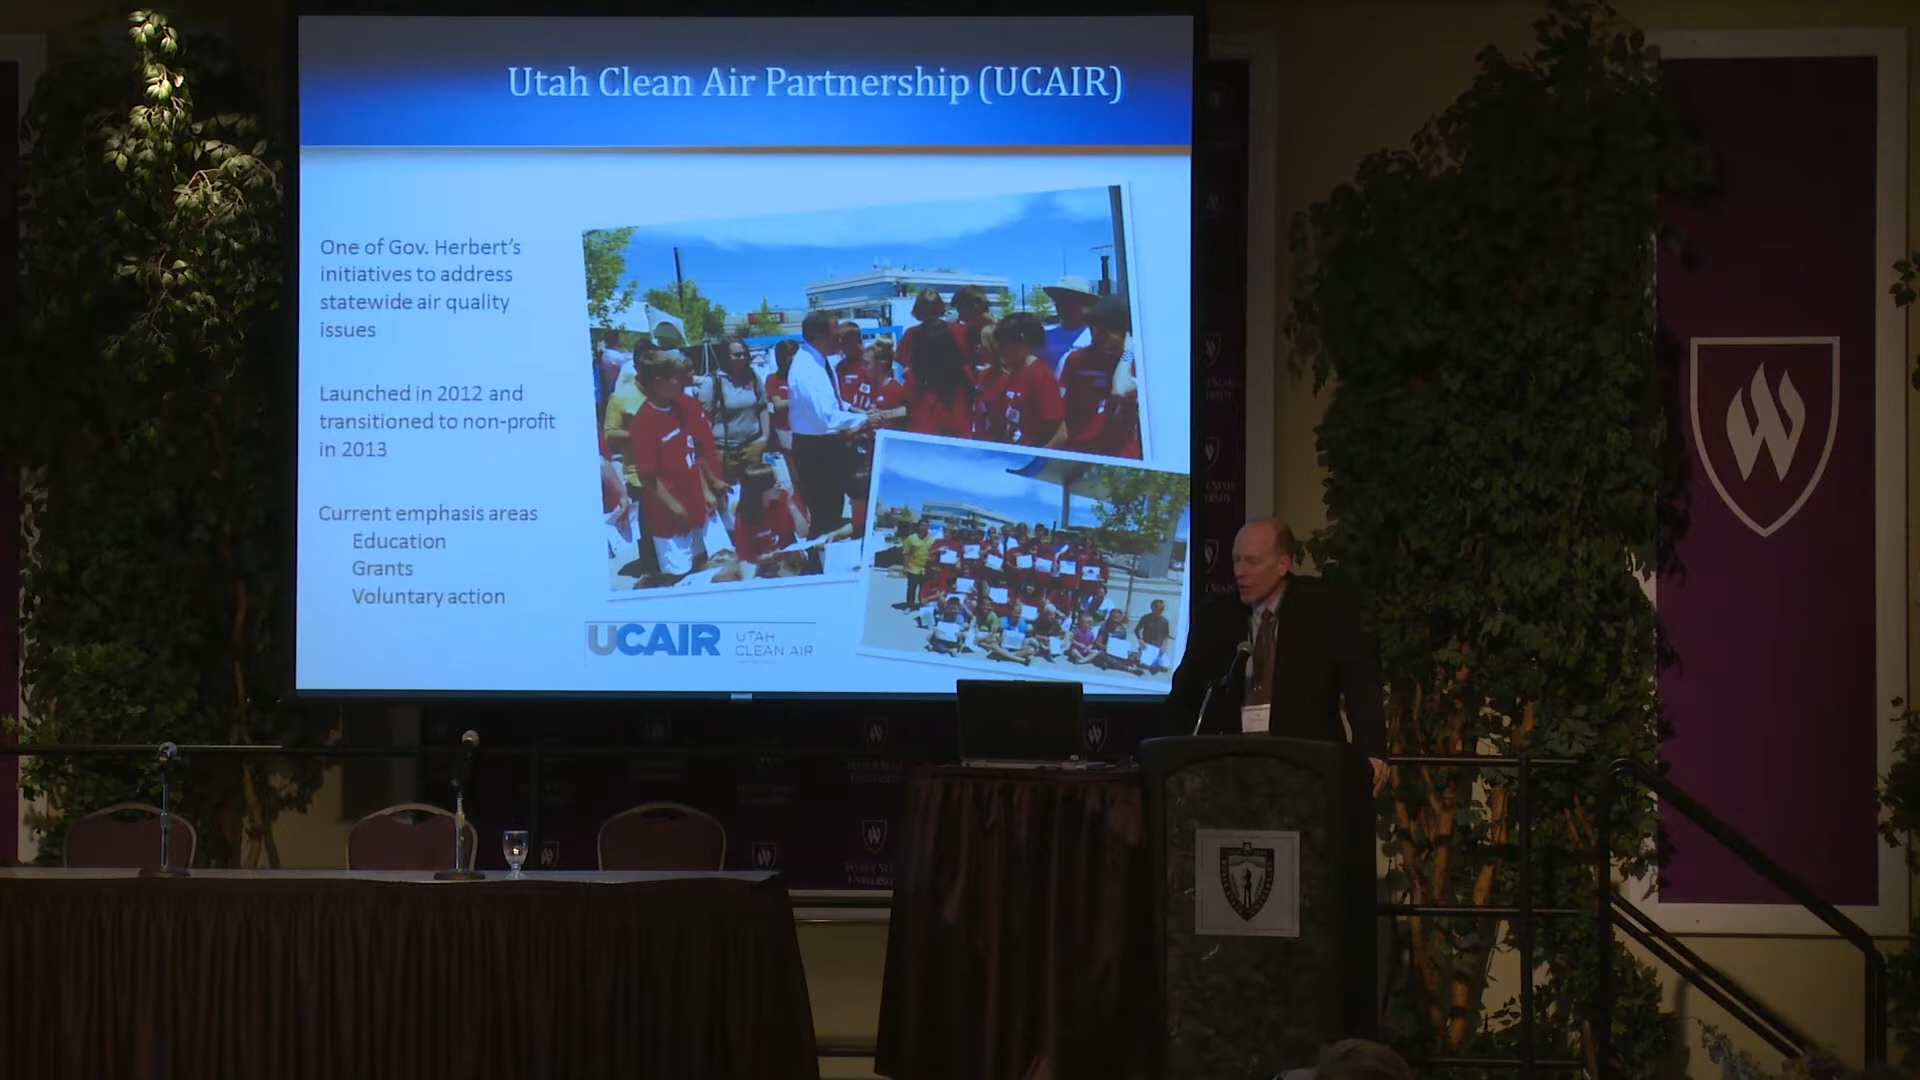 Utah Clean Air Partnership (UCAIR)
One of Gov. Herbert's
initiatives to address
statewide air quality
issues
Launched in 2012 and
transitioned to non-profit
in 2013
Current emphasis areas
Education
Grants
Voluntary action
UCAIR
UTAH
CLEAN AIR